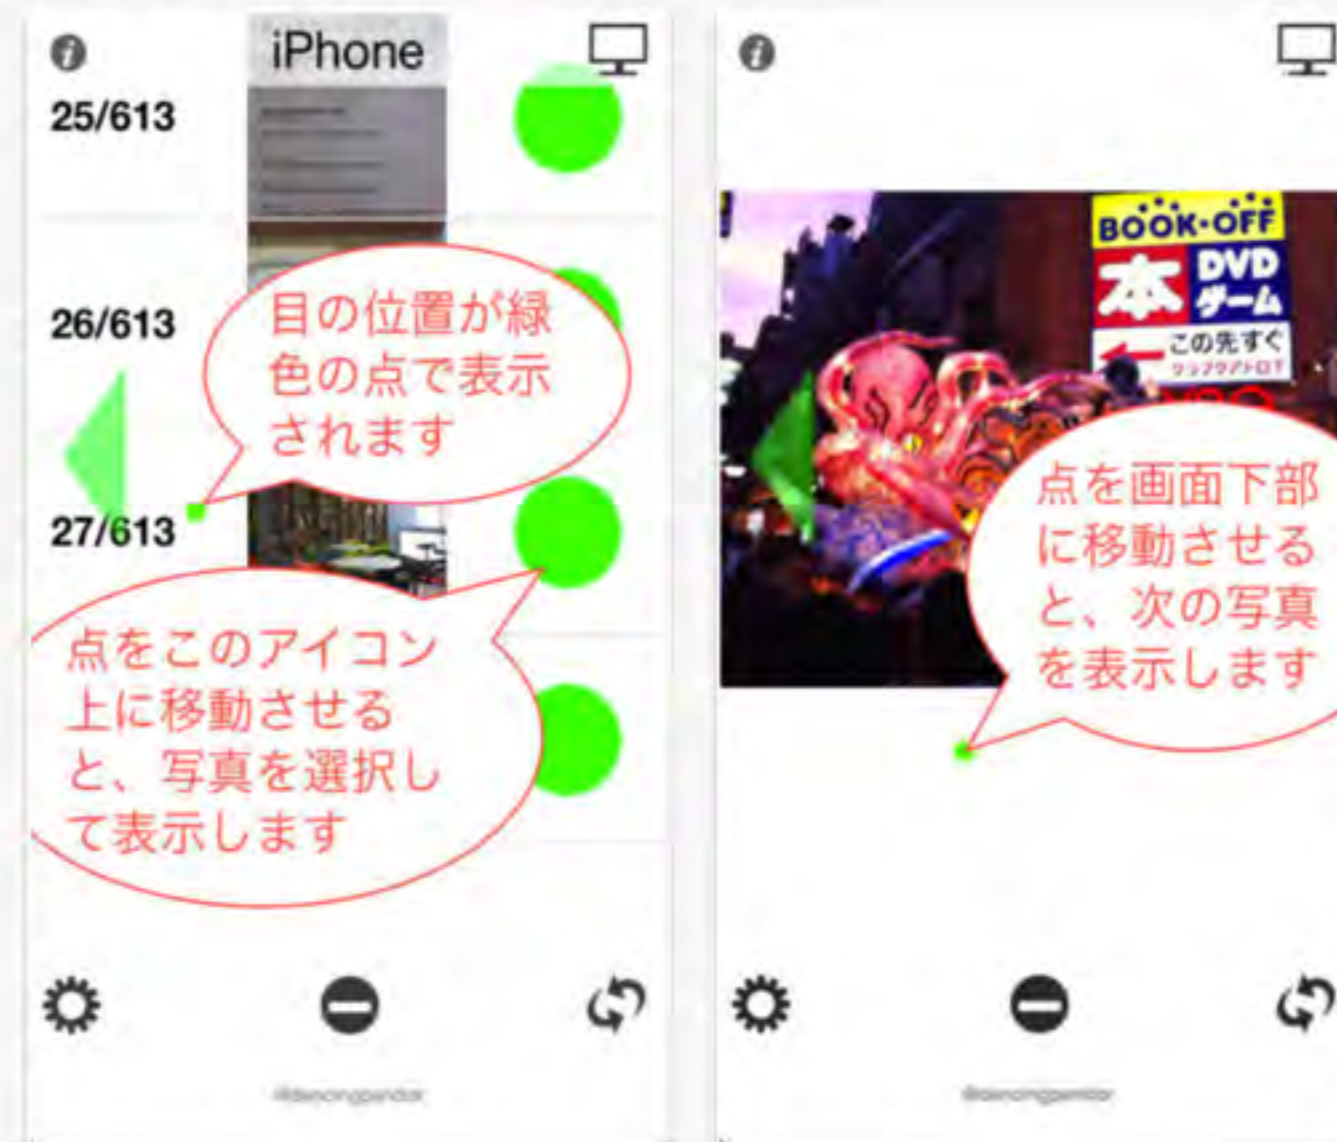 iPhone
25/613
26/613
目の位置が緑
色の点で表示
されます
27/613
点をこのアイコン
上に移動させる
と、写真を選択し
て表示します
BOOK・OFF
本
DVD
ゲーム
この先すぐ
点を画面下部
に移動させる
と、次の写真
を表示します